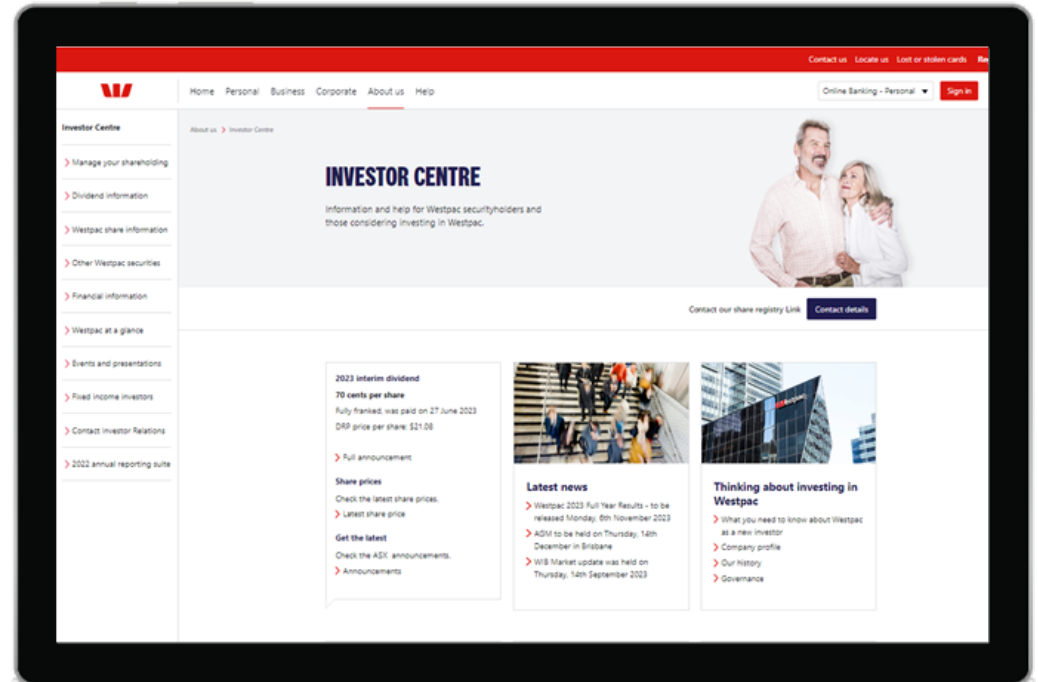 Contact us Locate us Lost or stolen cards
Home Personal Business Corporate About us Help
Online Banking - Personal
Sign in
Investor Centre
Manage your shareholding
Dividend information
Westpac share information
Other Westpac securities
Financial information
Westpac at a glance
Events and presentations
Fixed income investors
Contact Investor Relations
2022 annual reporting suite
About us Investor Centre
INVESTOR CENTRE
Information and help for Westpac securityholders and
those considering investing in Westpac.
Contact our share registry Link
Contact details
2023 interim dividend
70 cents per share
Fully franked, was paid on 27 June 2023
DRP price per share: $21.08
Full announcement
Share prices
Check the latest share prices.
Latest share price
Get the latest
Check the ASX announcements.
Announcements
Latest news
Westpac 2023 Full Year Results - to be
released Monday, 6th November 2023
AGM to be held on Thursday, 14th
December in Brisbane
WIB Market update was held on
Thursday, 14th September 2023
Westpac
Thinking about investing in
Westpac
What you need to know about Westpac
as a new investor
Company profile
Our history
Governance